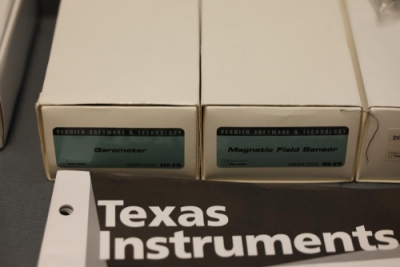 VERNIER SOFTWARE & TECHNOLOGY
Barometer
VERNIER SOFTWARE & TECHNOLOGY
Magnetic Field Sensor
Texas
Instruments